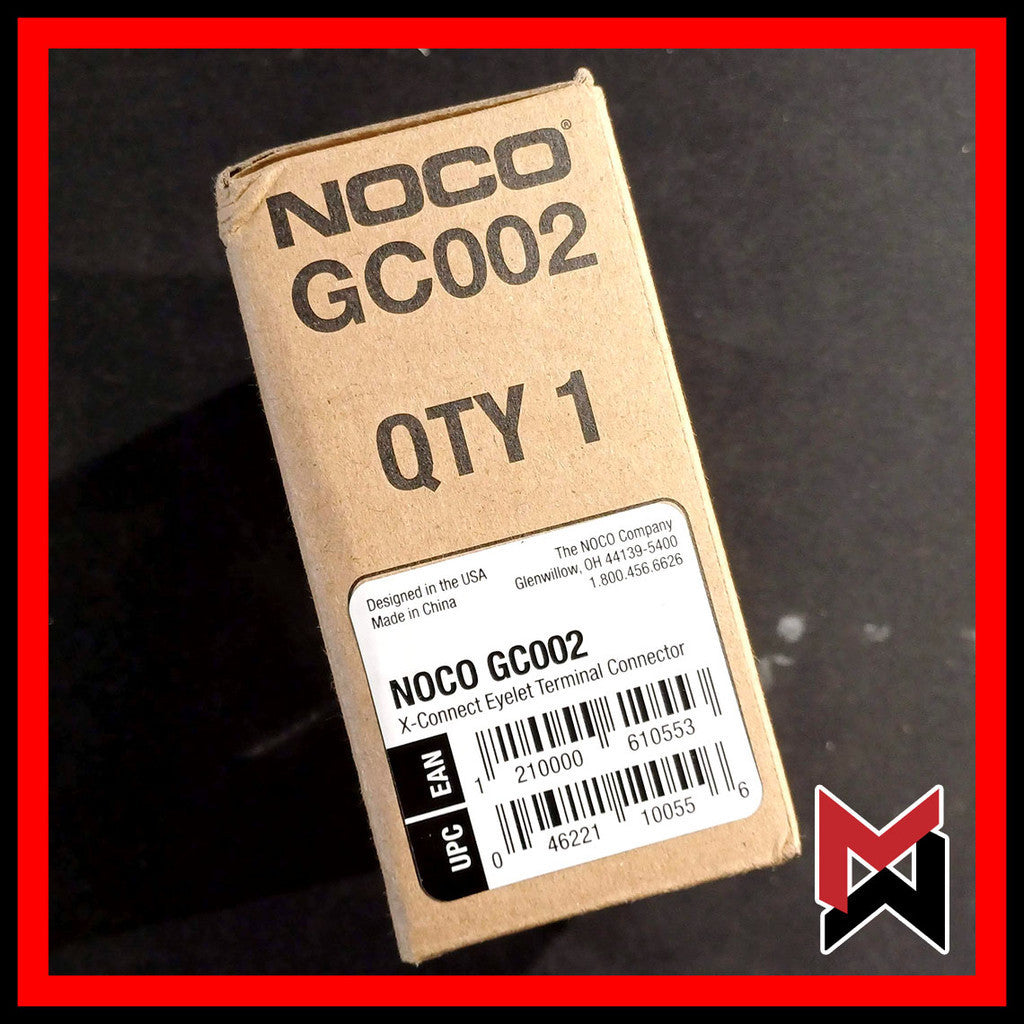 NOCO®
GC002
QTY 1
Designed in the USA
Made in China
The NOCO Company
Glenwillow, OH 44139-5400
1.800.456.6626
NOCO GC002
X-Connect Eyelet Terminal Connector
EAN
1 210000 610553
UPC
0 46221 10055 6